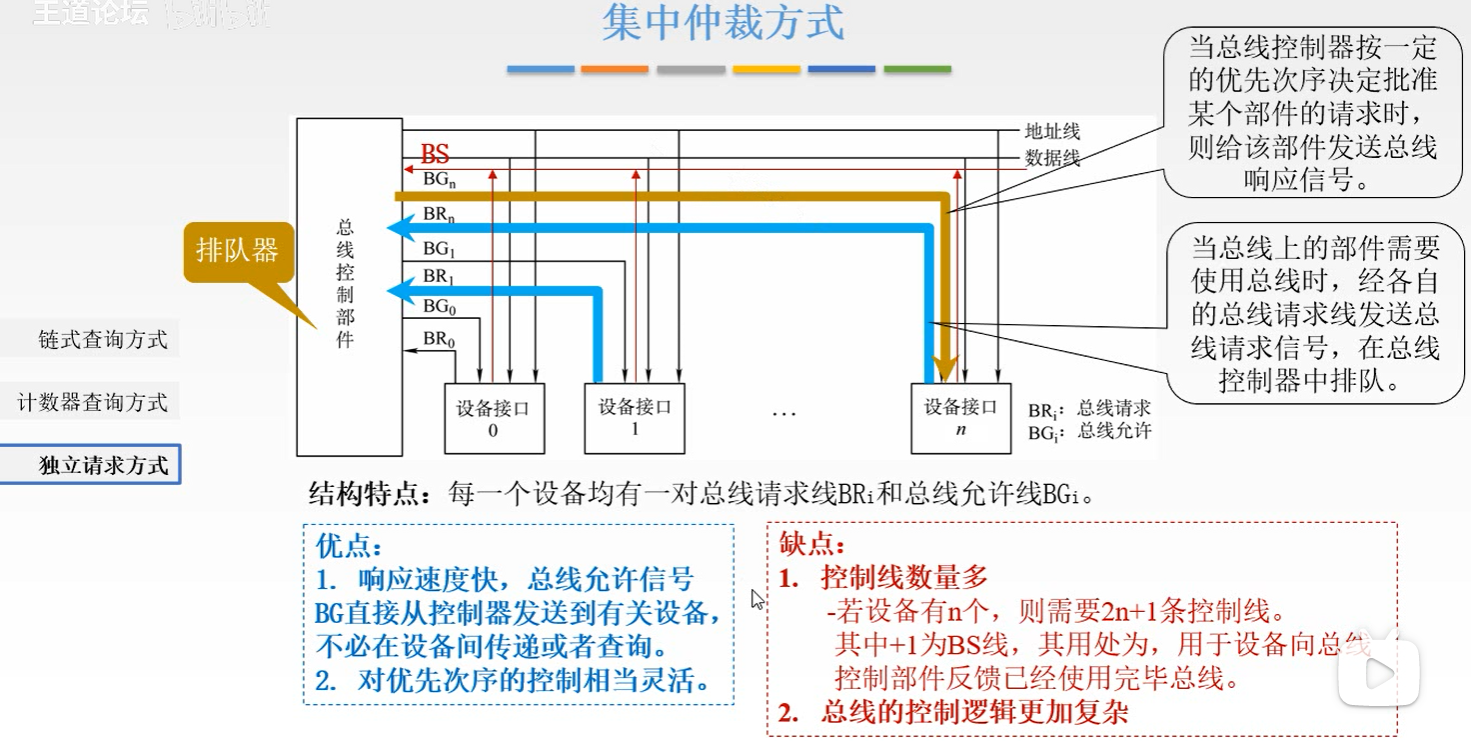 王道论坛
集中仲裁方式
当总线控制器按一定
的优先次序决定批准
某个部件的请求时，
则给该部件发送总线
响应信号。
地址线
数据线
BS
BGn
BRn
BG1
BR1
BG0
BR0
总
线
控
制
部
件
排队器
当总线上的部件需要
使用总线时，经各自
的总线请求线发送总
线请求信号，在总线
控制器中排队。
链式查询方式
计数器查询方式
独立请求方式
设备接口
0
设备接口
1
…
设备接口
n
BRi：总线请求
BGi：总线允许
结构特点：每一个设备均有一对总线请求线BRi和总线允许线BGi。
优点：
1. 响应速度快，总线允许信号
BG直接从控制器发送到有关设备，
不必在设备间传递或者查询。
2. 对优先次序的控制相当灵活。
缺点：
1. 控制线数量多
-若设备有n个，则需要2n+1条控制线。
其中+1为BS线，其用处为，用于设备向总线
控制部件反馈已经使用完毕总线。
2. 总线的控制逻辑更加复杂